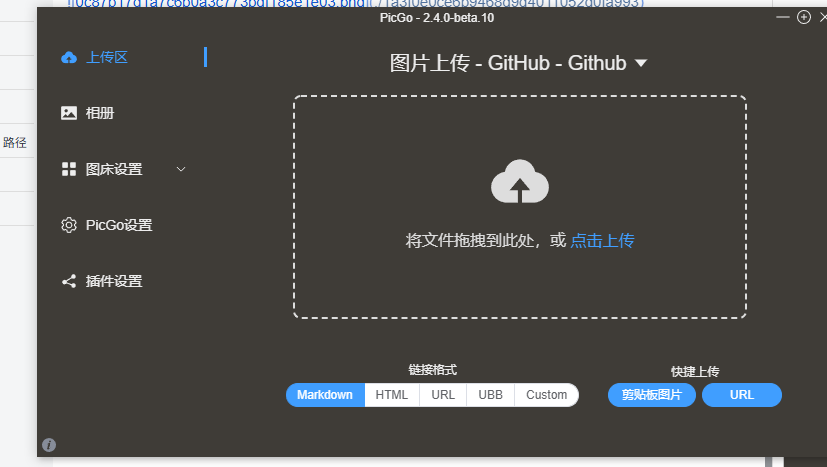 PicGo - 2.4.0-beta.10
上传区
图片上传 - GitHub - Github
相册
路径
图床设置
将文件拖拽到此处，或 点击上传
PicGo设置
插件设置
链接格式
快捷上传
Markdown HTML URL UBB Custom
剪贴板图片 URL